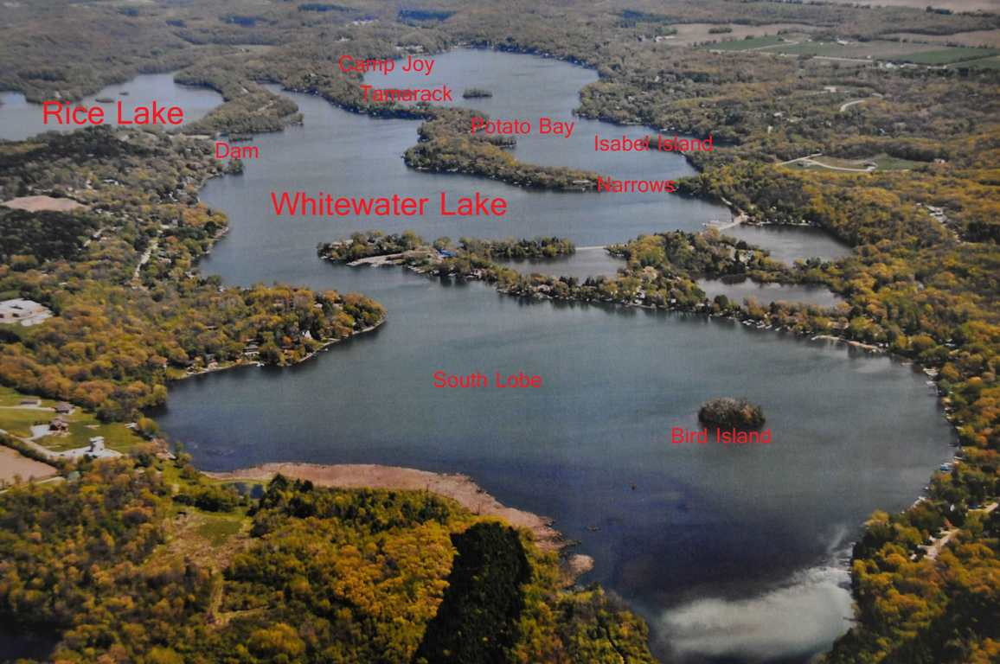 Camp Joy
Tamarack
Rice Lake
Potato Bay
Isabel Island
Dam
Narrows
Whitewater Lake
South Lobe
Bird Island